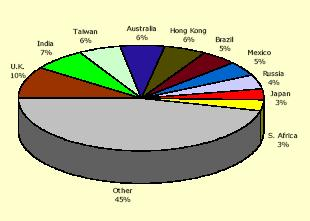 Australia
6%
Hong Kong
6%
Taiwan
6%
Brazil
5%
India
7%
Mexico
5%
U.K.
10%
Russia
4%
Japan
3%
S. Africa
3%
Other
45%